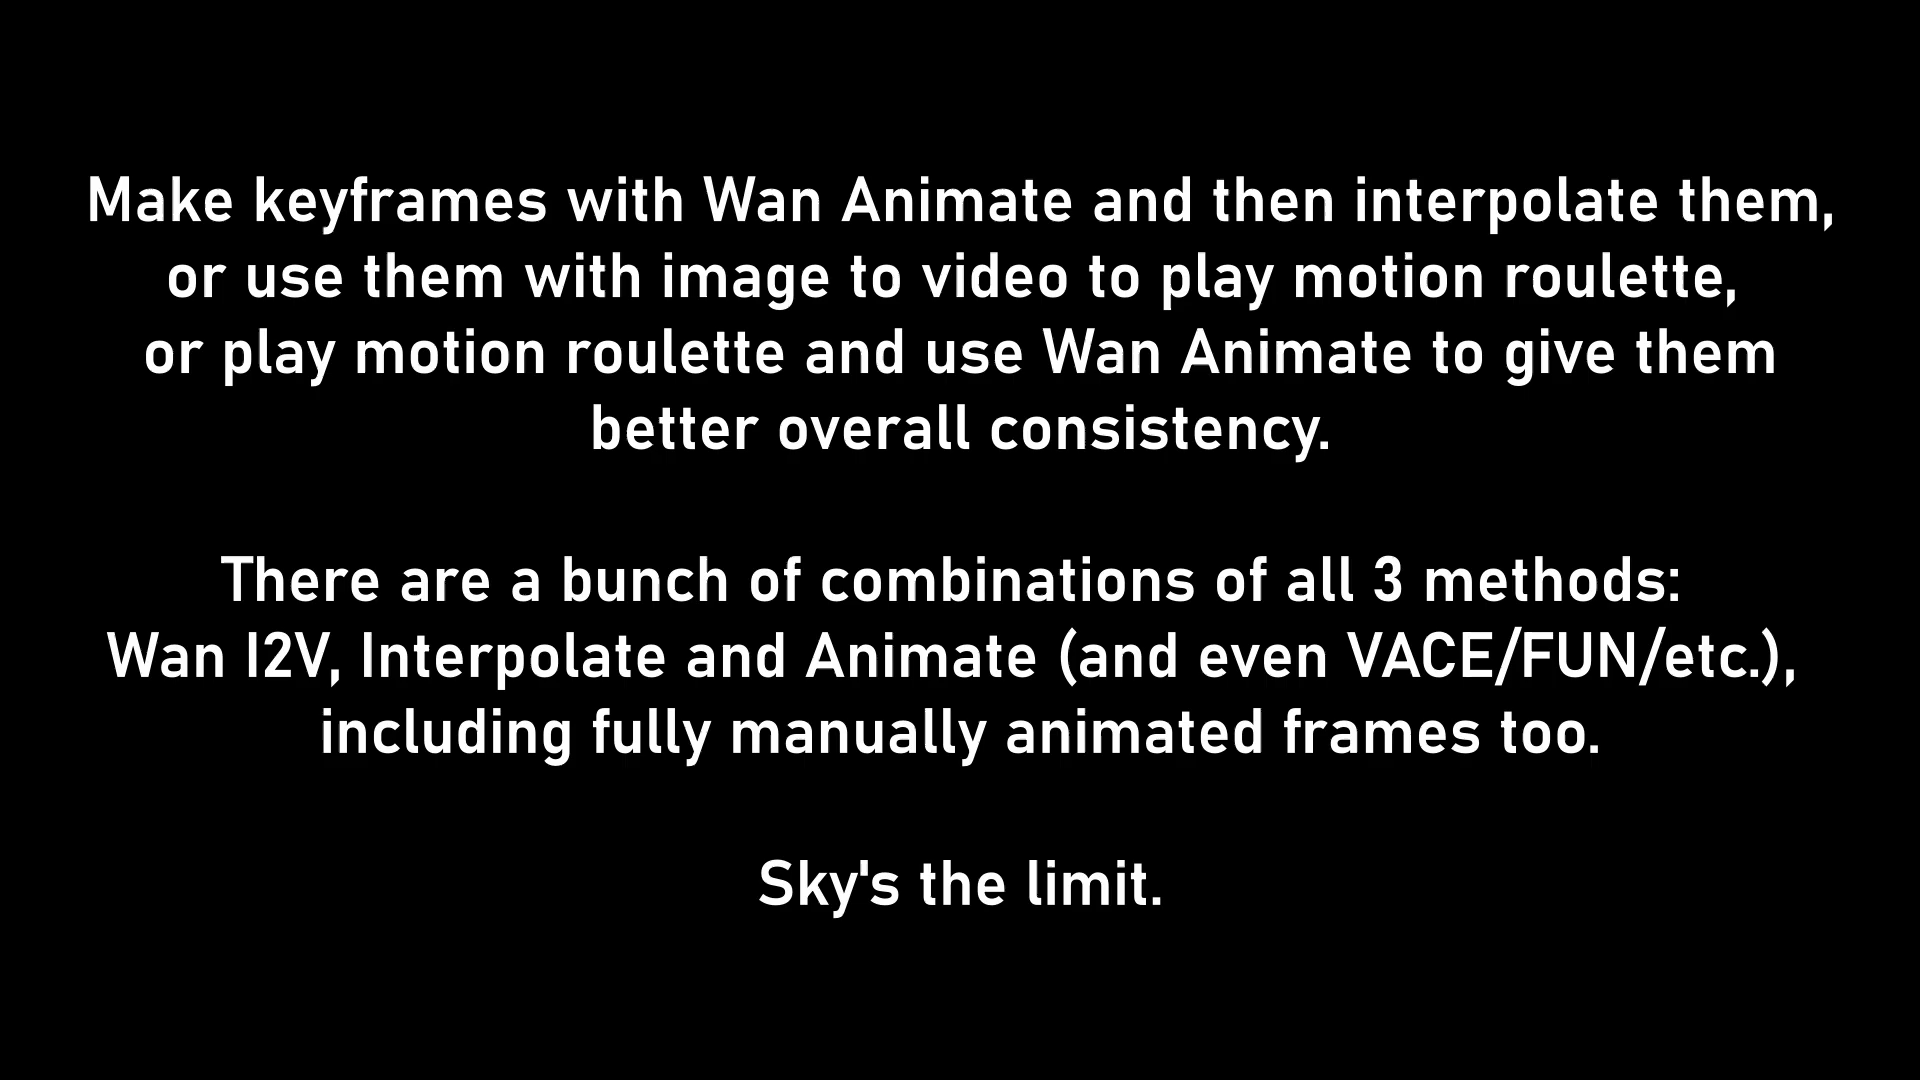 Make keyframes with Wan Animate and then interpolate them,
or use them with image to video to play motion roulette,
or play motion roulette and use Wan Animate to give them
better overall consistency.
There are a bunch of combinations of all 3 methods:
Wan I2V, Interpolate and Animate (and even VACE/FUN/etc.),
including fully manually animated frames too.
Sky's the limit.